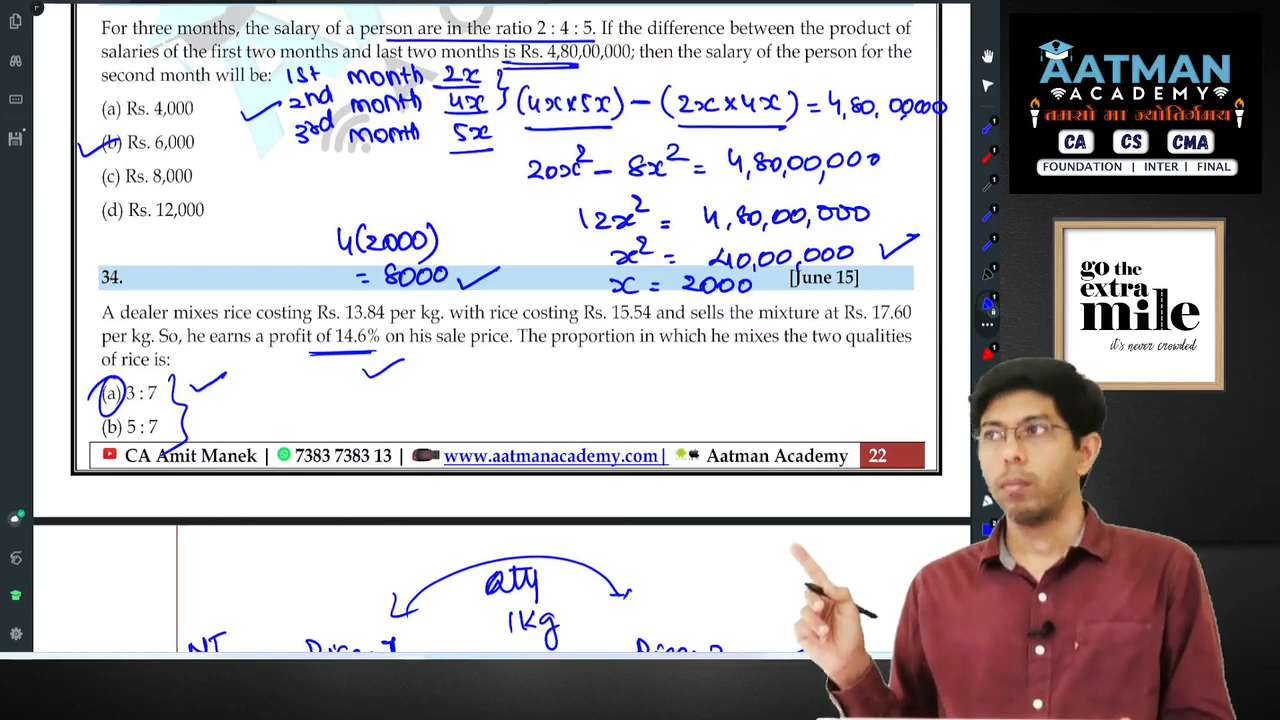 For three months, the salary of a person are in the ratio 2 : 4 : 5. If the difference between the product of
salaries of the first two months and last two months is Rs. 4,80,00,000; then the salary of the person for the
second month will be:
1st month 2x
2nd month 4x
3rd month 5x
(4x×5x) - (2x×4x) = 4,80,00,000
20x² - 8x² = 4,80,00,000
12x² = 4,80,00,000
x² = 40,00,000
x = 2000
(a) Rs. 4,000
(b) Rs. 6,000
(c) Rs. 8,000
(d) Rs. 12,000
4(2000)
= 8000
34. [June 15]
A dealer mixes rice costing Rs. 13.84 per kg. with rice costing Rs. 15.54 and sells the mixture at Rs. 17.60
per kg. So, he earns a profit of 14.6% on his sale price. The proportion in which he mixes the two qualities
of rice is:
(a) 3 : 7
(b) 5 : 7
CA Amit Manek | 7383 7383 13 | www.aatmanacademy.com| Aatman Academy 22
Qty
1kg
AATMAN
ACADEMY
तमसो मा ज्योतिर्गमय
CA CS CMA
FOUNDATION | INTER | FINAL
go the
extra
mile
it's never crowded